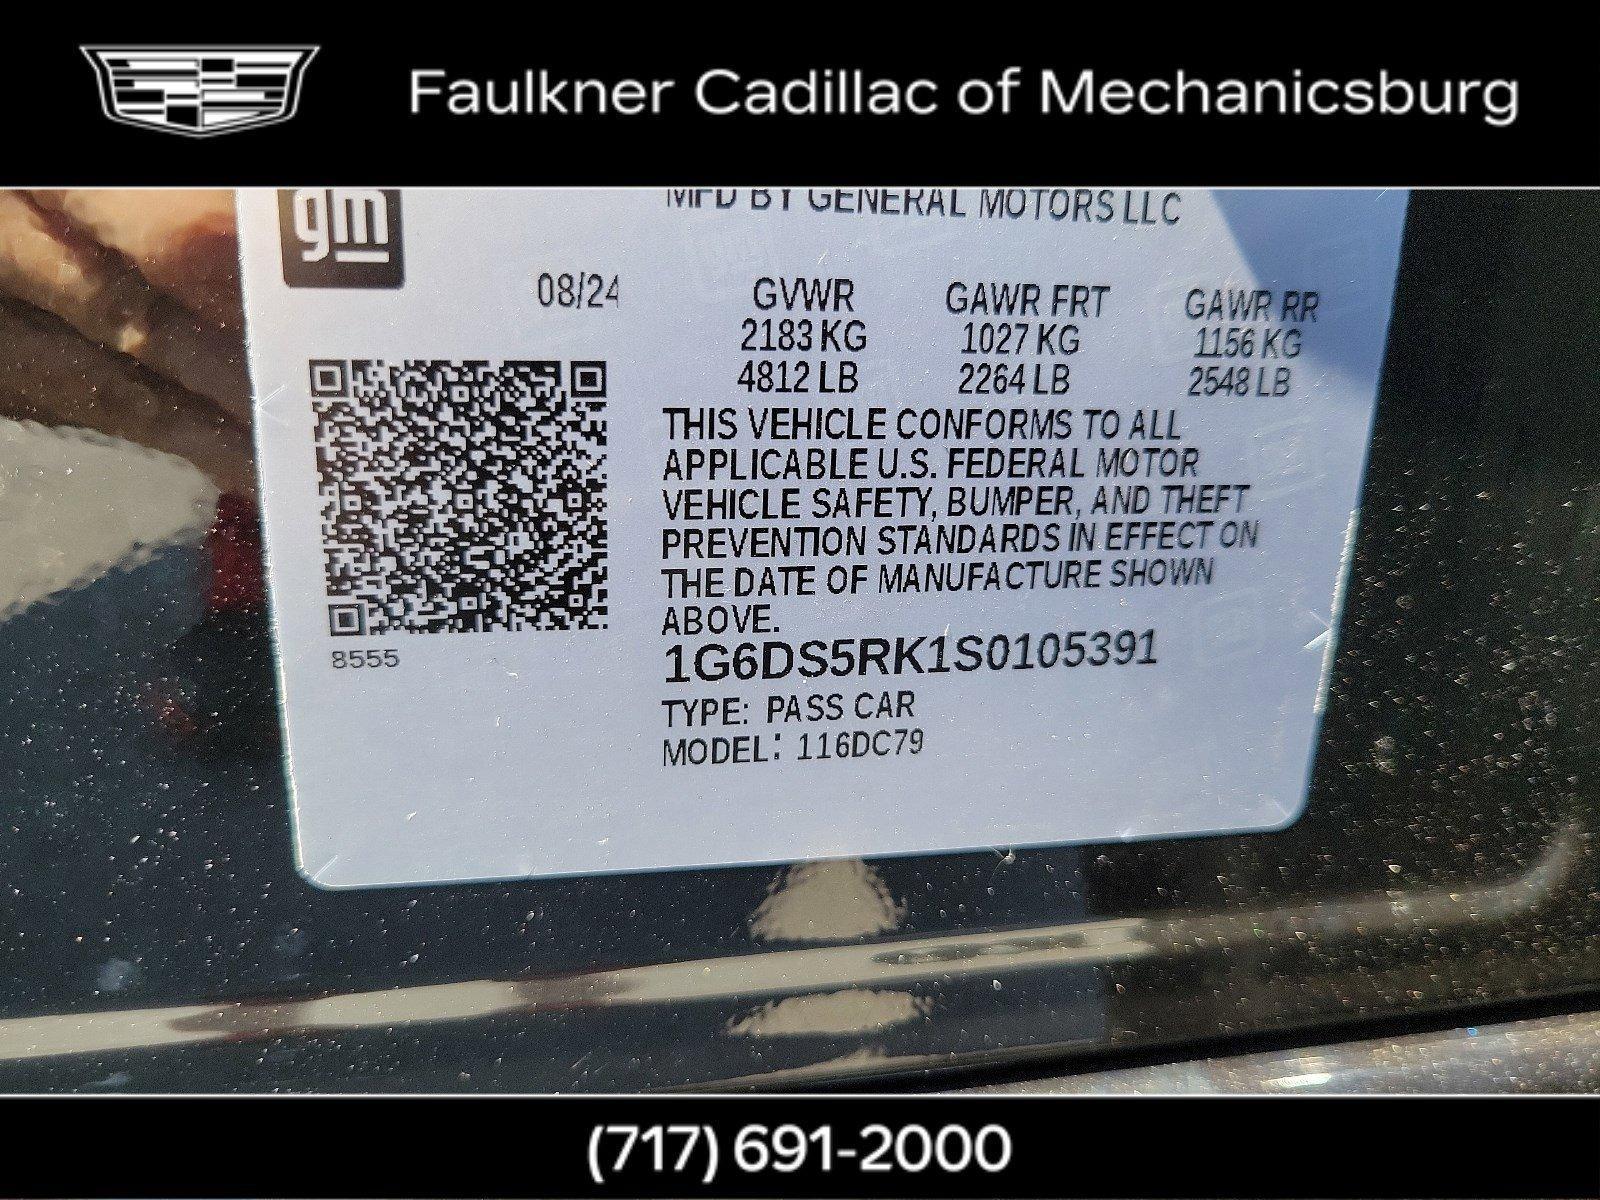 Faulkner Cadillac of Mechanicsburg
gm
MFD BY GENERAL MOTORS LLC
08/24
GVWR GAWR FRT GAWR RR
2183 KG 1027 KG 1156 KG
4812 LB 2264 LB 2548 LB
THIS VEHICLE CONFORMS TO ALL
APPLICABLE U.S. FEDERAL MOTOR
VEHICLE SAFETY, BUMPER, AND THEFT
PREVENTION STANDARDS IN EFFECT ON
THE DATE OF MANUFACTURE SHOWN
ABOVE.
8555
1G6DS5RK1S0105391
TYPE: PASS CAR
MODEL: 116DC79
(717) 691-2000